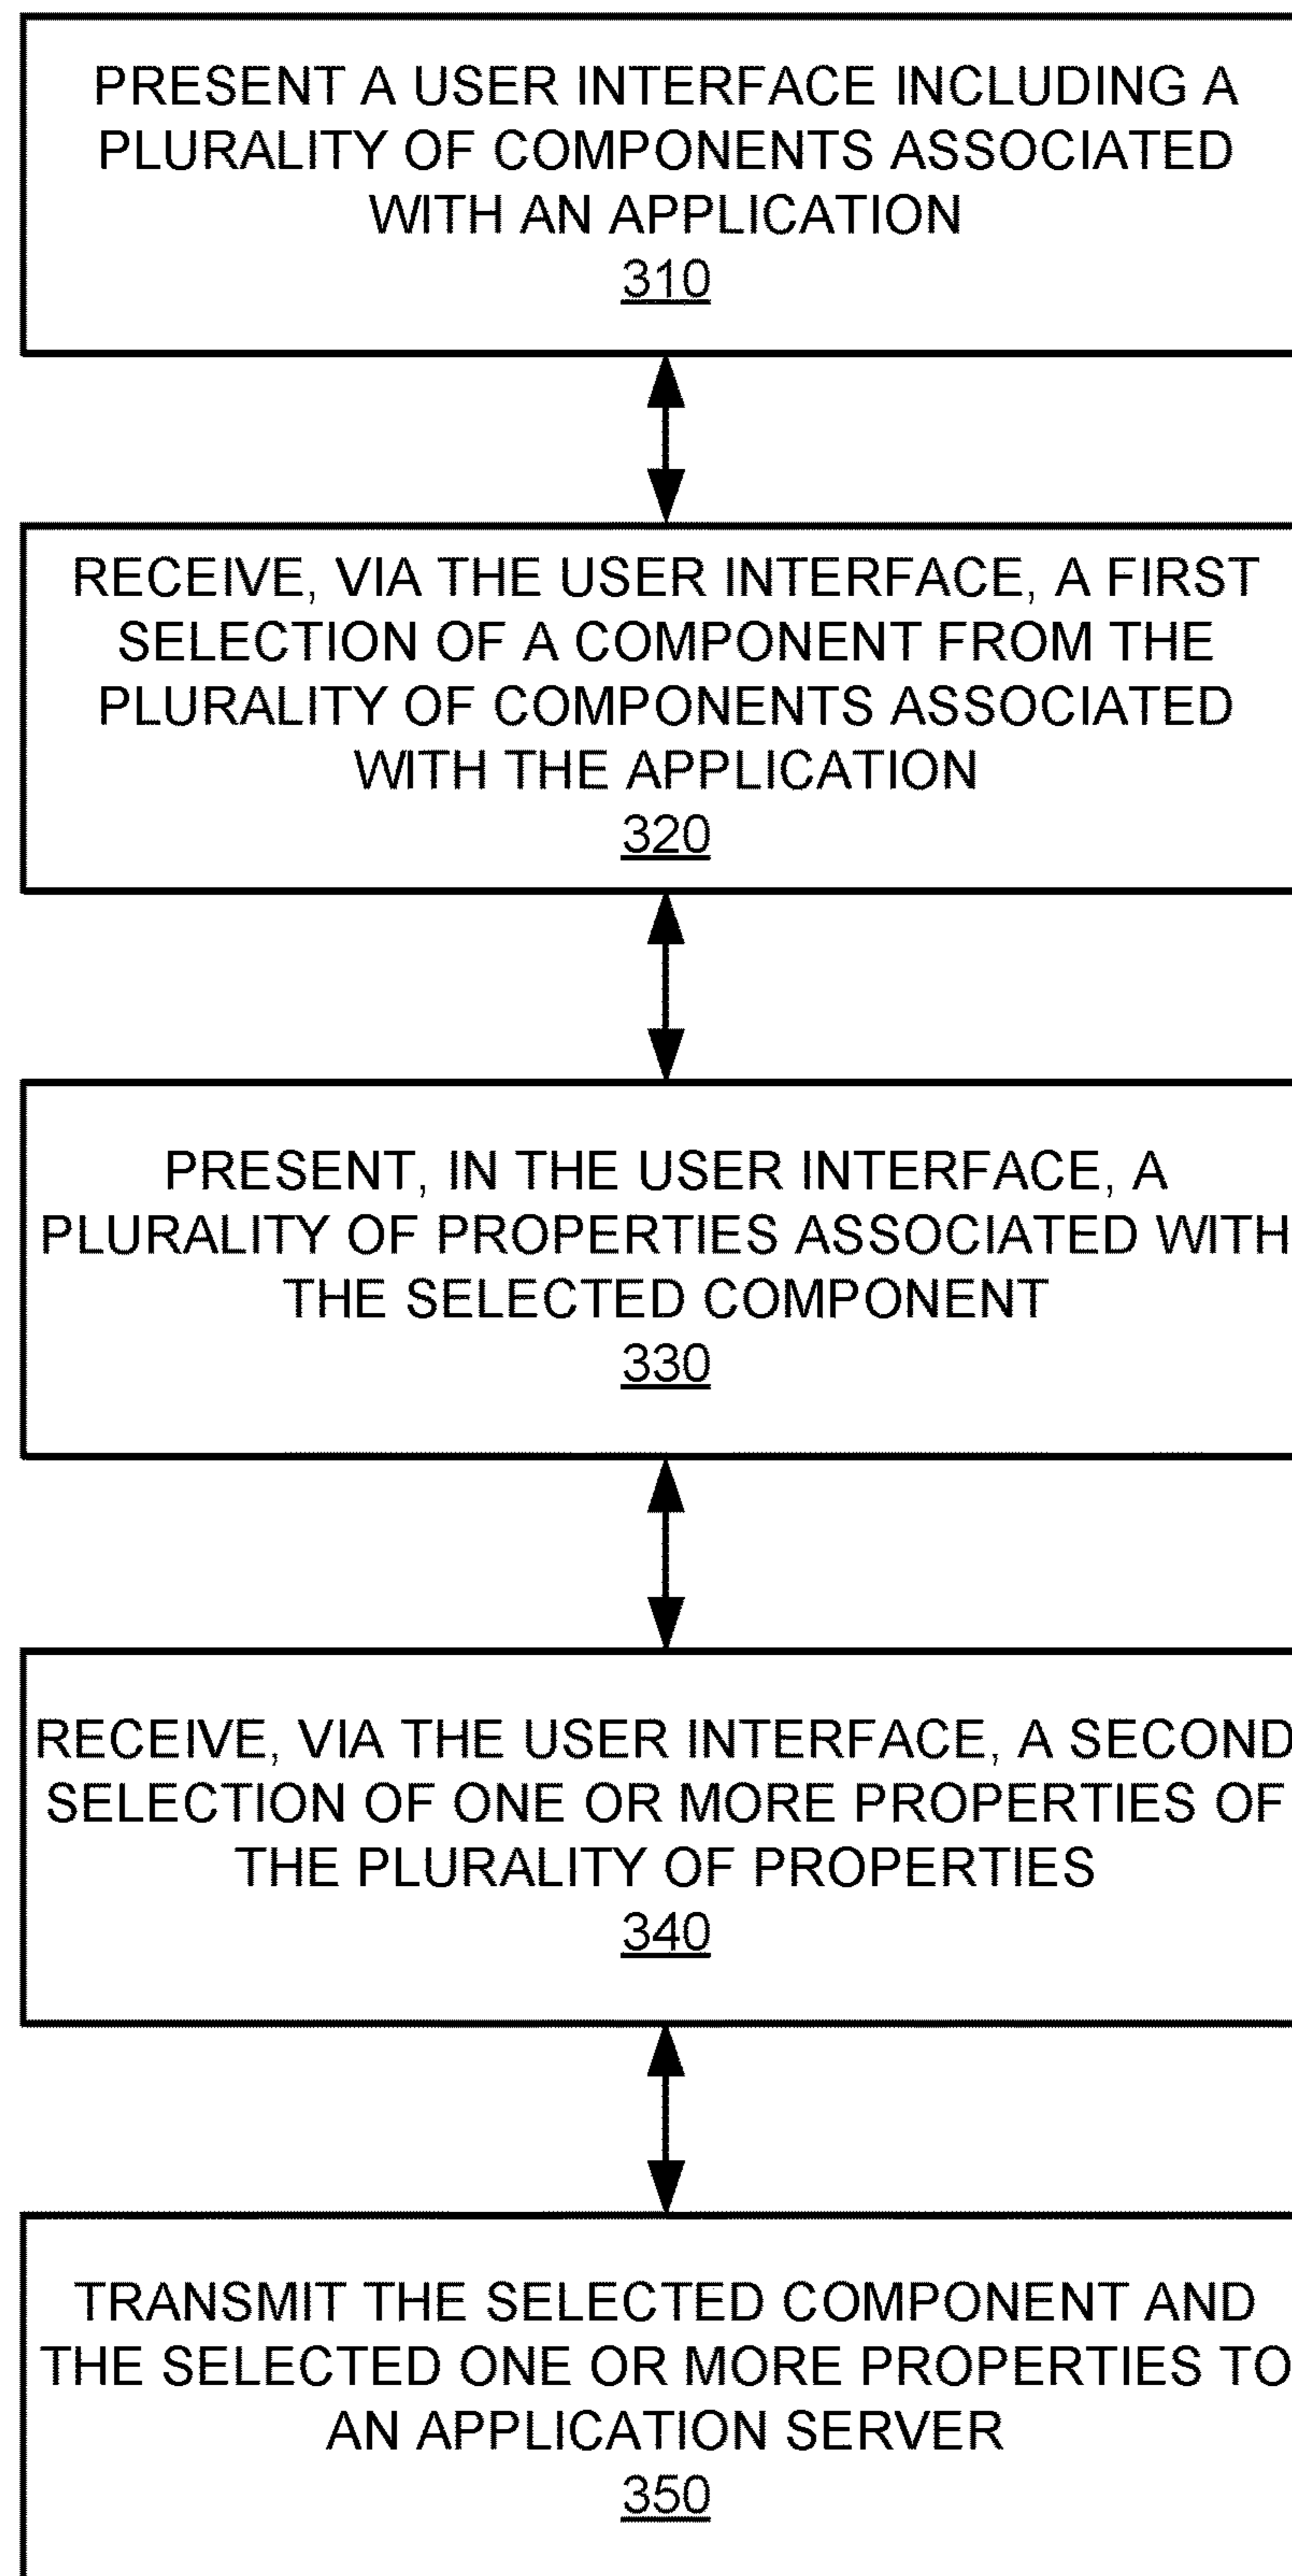 PRESENT A USER INTERFACE INCLUDING A
PLURALITY OF COMPONENTS ASSOCIATED
WITH AN APPLICATION
310
RECEIVE, VIA THE USER INTERFACE, A FIRST
SELECTION OF A COMPONENT FROM THE
PLURALITY OF COMPONENTS ASSOCIATED
WITH THE APPLICATION
320
PRESENT, IN THE USER INTERFACE, A
PLURALITY OF PROPERTIES ASSOCIATED WITH
THE SELECTED COMPONENT
330
RECEIVE, VIA THE USER INTERFACE, A SECOND
SELECTION OF ONE OR MORE PROPERTIES OF
THE PLURALITY OF PROPERTIES
340
TRANSMIT THE SELECTED COMPONENT AND
THE SELECTED ONE OR MORE PROPERTIES TO
AN APPLICATION SERVER
350